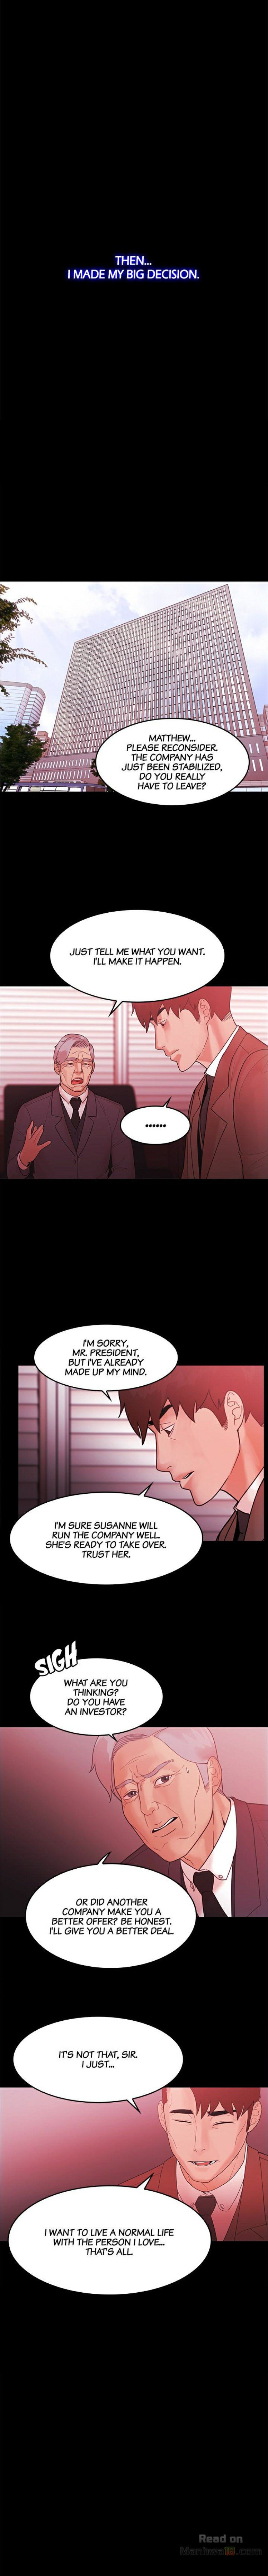 THEN...
I MADE MY BIG DECISION.
MATTHEW...
PLEASE RECONSIDER.
THE COMPANY HAS
JUST BEEN STABILIZED,
DO YOU REALLY
HAVE TO LEAVE?
JUST TELL ME WHAT YOU WANT.
I'LL MAKE IT HAPPEN.
......
I'M SORRY,
MR. PRESIDENT,
BUT I'VE ALREADY
MADE UP MY MIND.
I'M SURE SUSANNE WILL
RUN THE COMPANY WELL.
SHE'S READY TO TAKE OVER.
TRUST HER.
SIGH
WHAT ARE YOU
THINKING?
DO YOU HAVE
AN INVESTOR?
OR DID ANOTHER
COMPANY MAKE YOU A
BETTER OFFER? BE HONEST.
I'LL GIVE YOU A BETTER DEAL.
IT'S NOT THAT, SIR.
I JUST...
I WANT TO LIVE A NORMAL LIFE
WITH THE PERSON I LOVE...
THAT'S ALL.
Read on
Manhwa18.com